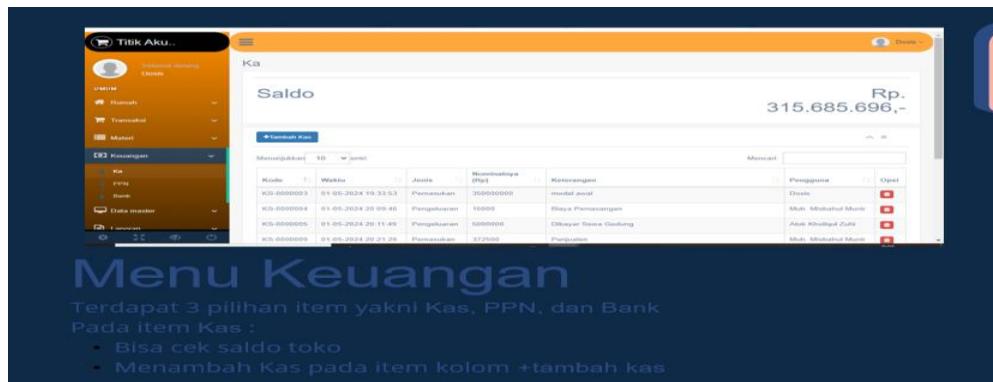 Titik Aku..
Selamat datang
Dosis
Dosis
UMUM
Rumah
Transaksi
Materi
Keuangan
Ka
PPN
Bank
Data master
Laporan
Ka
Saldo
Rp.
315.685.696,-
+Tambah Kas
Menunjukkan 10 entri
Mencari
Kode Waktu Jenis Nominalnya (Rp) Keterangan Pengguna Opsi
KS-0000003 01-05-2024 19:33:53 Pemasukan 350000000 modal awal Dosis
KS-0000004 01-05-2024 20:09:46 Pengeluaran 10000 Biaya Pemasangan Muh. Misbahul Munir
KS-0000005 01-05-2024 20:11:49 Pengeluaran 5000000 Dibayar Sewa Gedung
KS-0000009 01-05-2024 20:21:28 Pemasukan 372500 Penjualan Muh. Misbahul Munir
Menu Keuangan
Terdapat 3 pilihan item yakni Kas, PPN, dan Bank
Pada item Kas :
Bisa cek saldo toko
Menambah Kas pada item kolom +tambah kas